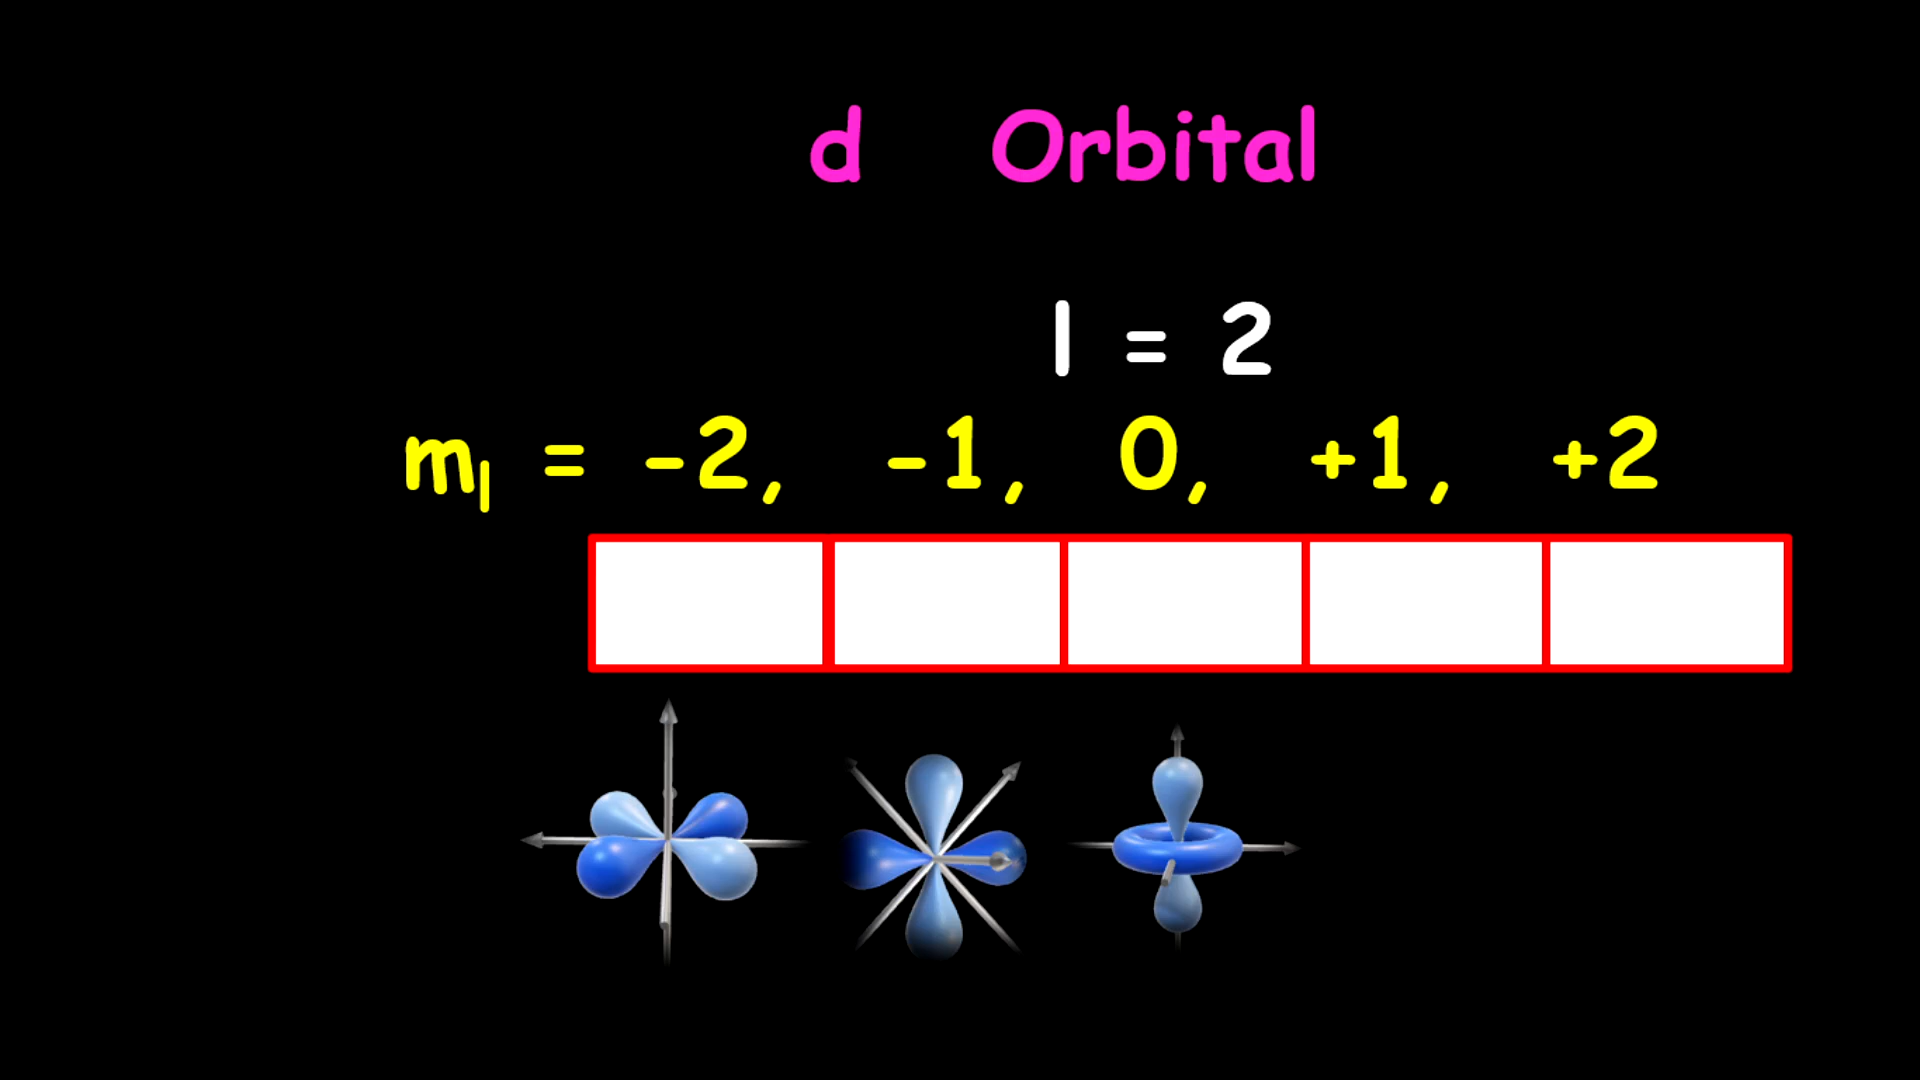 d Orbital
l = 2
mₗ = -2, -1, 0, +1, +2